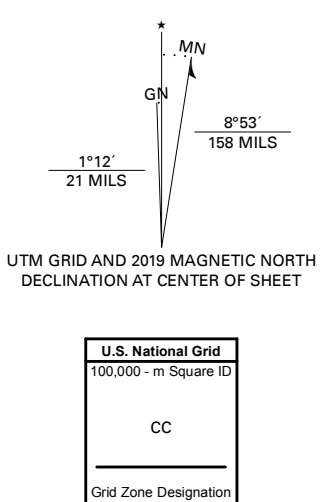 ★
MN
GN
8°53´
158 MILS
1°12´
21 MILS
UTM GRID AND 2019 MAGNETIC NORTH
DECLINATION AT CENTER OF SHEET
U.S. National Grid
100,000 - m Square ID
CC
Grid Zone Designation